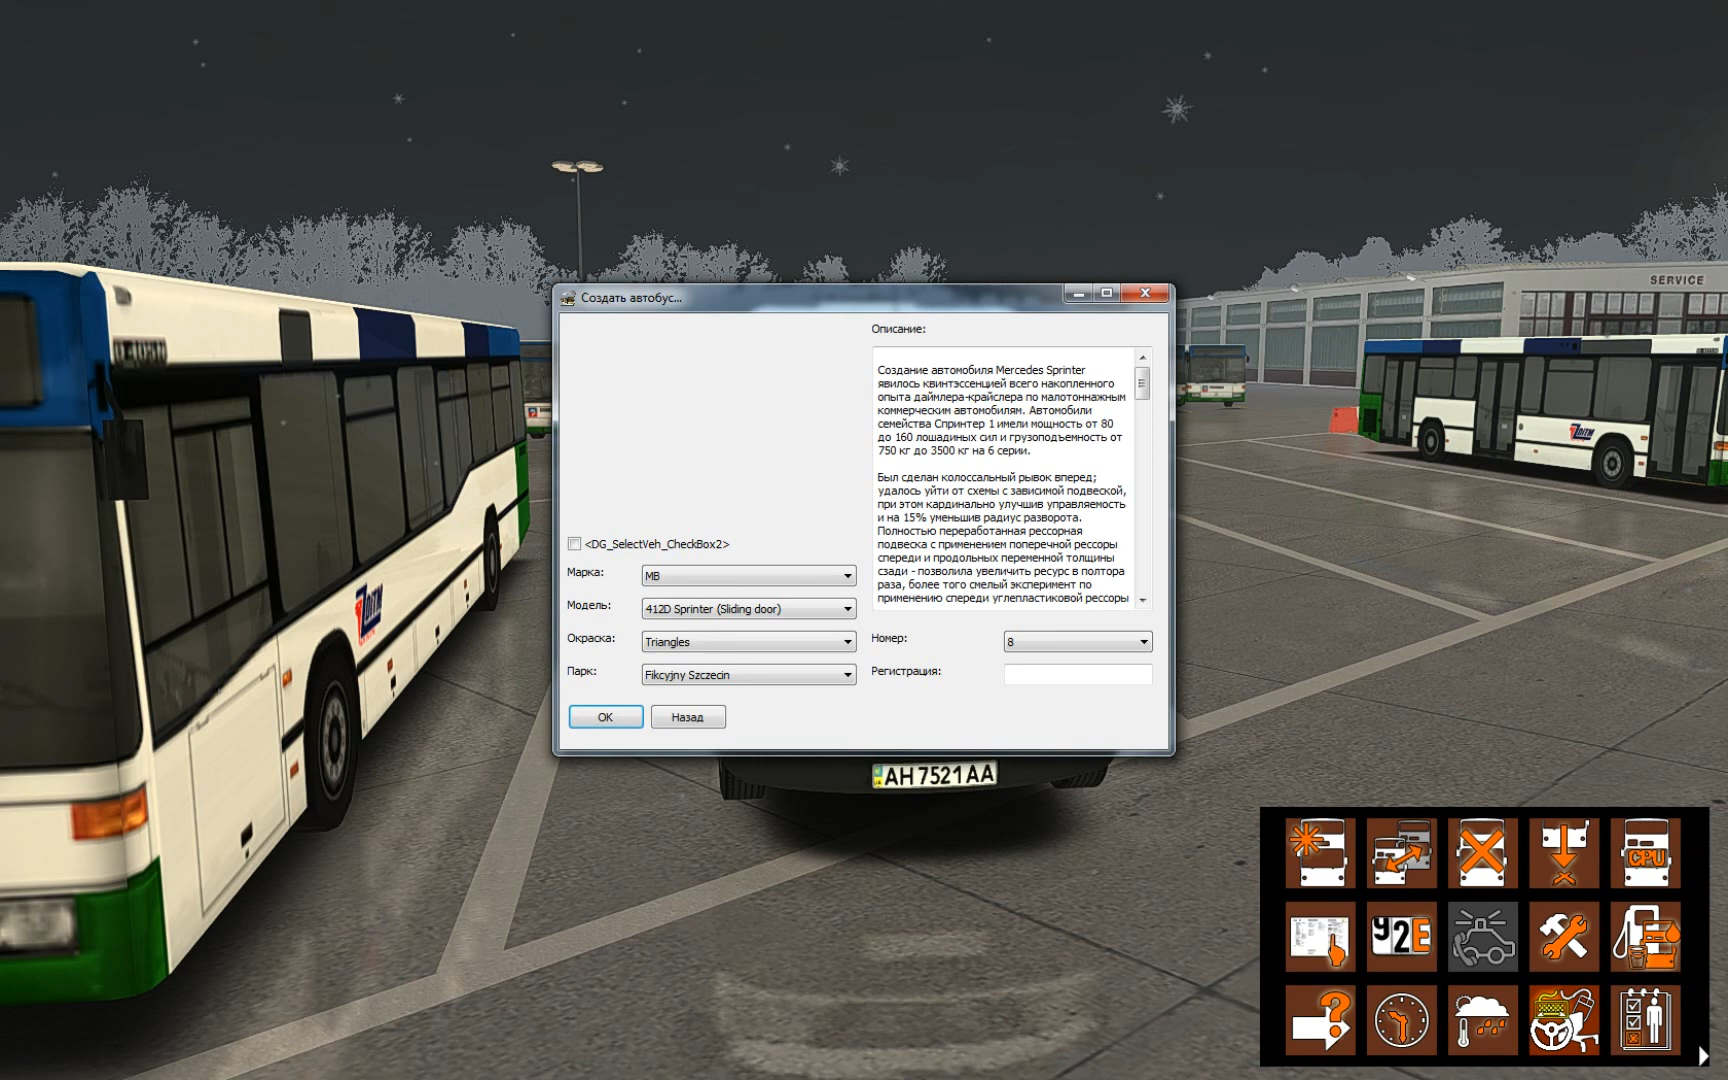 SERVICE
Создать автобус...
Описание:
Создание автомобиля Mercedes Sprinter
явилось квинтэссенцией всего накопленного
опыта даймлера-крайслера по малотоннажным
коммерческим автомобилям. Автомобили
семейства Спринтер 1 имели мощность от 80
до 160 лошадиных сил и грузоподъемность от
750 кг до 3500 кг на 6 серии.
Был сделан колоссальный рывок вперед;
удалось уйти от схемы с зависимой подвеской,
при этом кардинально улучшив управляемость
и на 15% уменьшив радиус разворота.
Полностью переработанная рессорная
подвеска с применением поперечной рессоры
спереди и продольных переменной толщины
сзади - позволила увеличить ресурс в полтора
раза, более того смелый эксперимент по
применению спереди углепластиковой рессоры
<DG_SelectVeh_CheckBox2>
Марка: MB
Модель: 412D Sprinter (Sliding door)
Окраска: Triangles
Номер: 8
Парк: Fikcyjny Szczecin
Регистрация:
OK
Назад
ZDiTM
ZDiTM
AH 7521 AA
CPU
92E